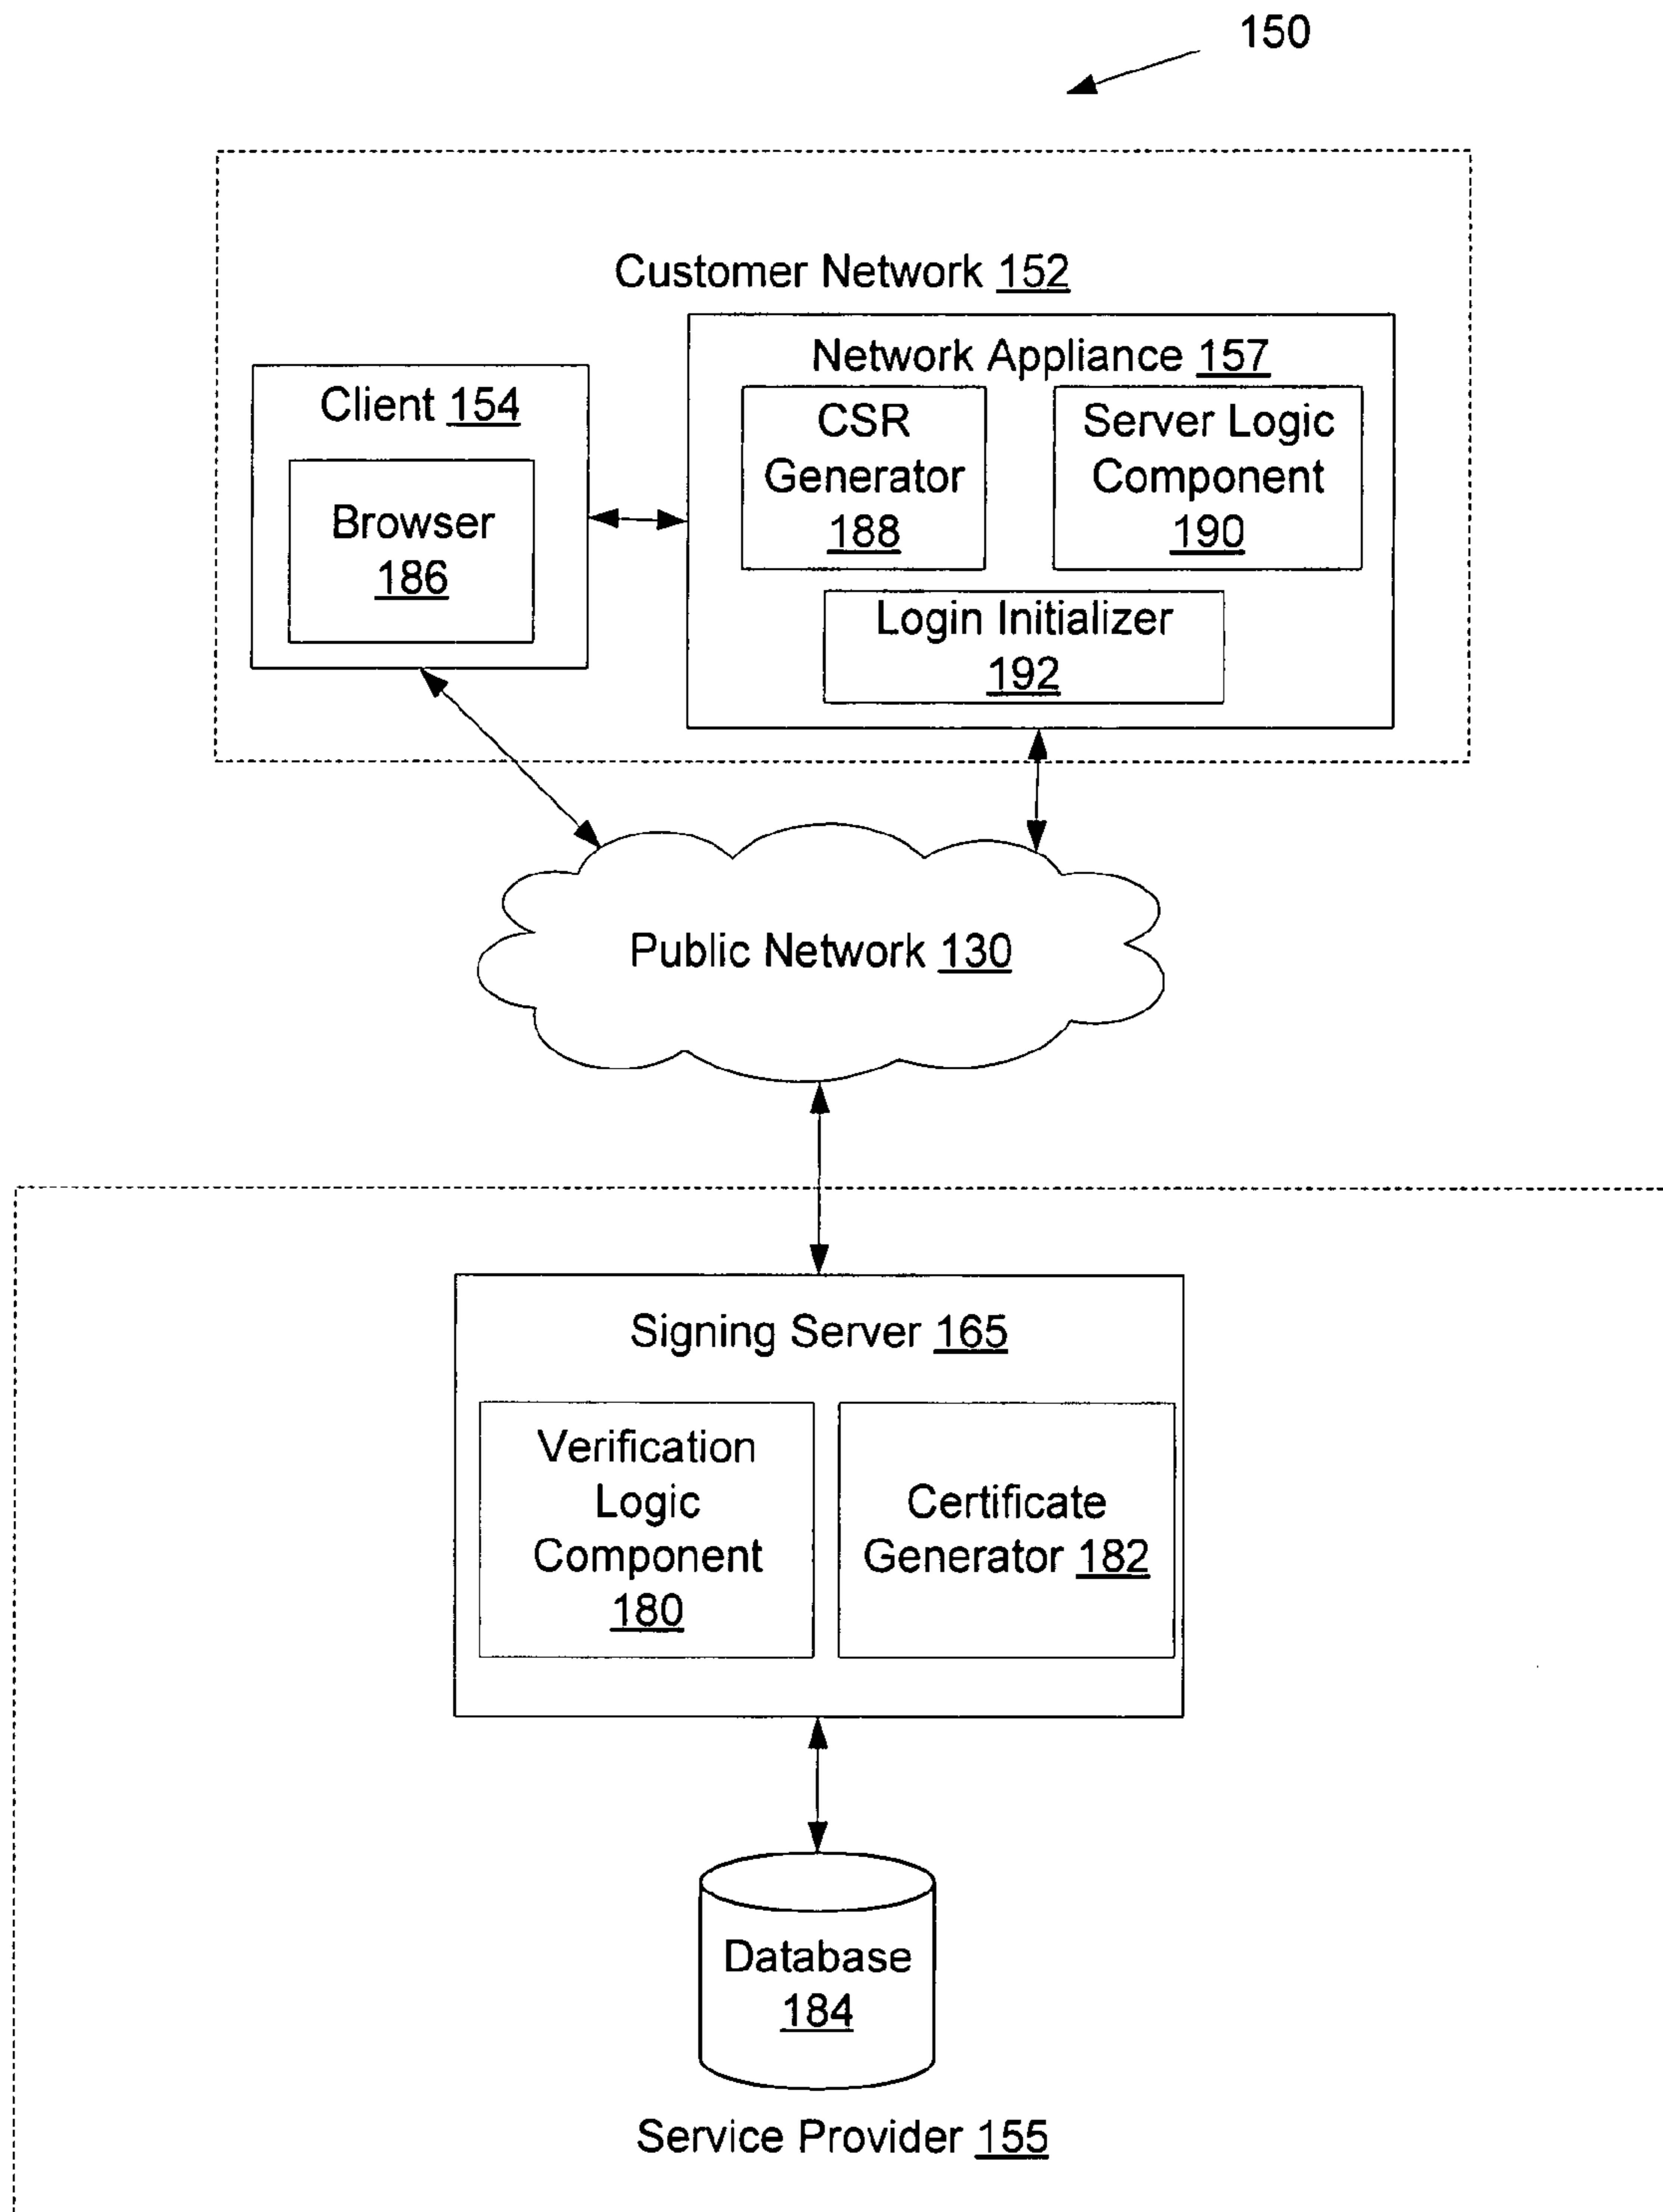 150
Customer Network 152
Network Appliance 157
Client 154
Browser
186
CSR
Generator
188
Server Logic
Component
190
Login Initializer
192
Public Network 130
Signing Server 165
Verification
Logic
Component
180
Certificate
Generator 182
Database
184
Service Provider 155